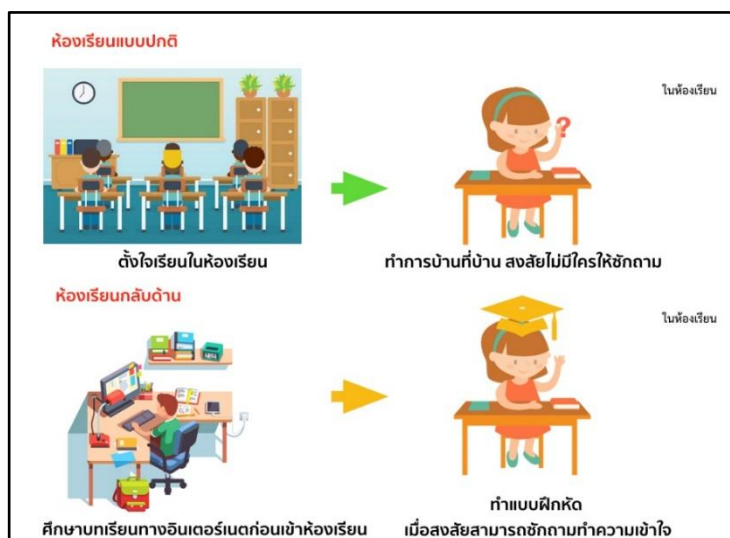 ห้องเรียนแบบปกติ
ในห้องเรียน
?
ตั้งใจเรียนในห้องเรียน
ทำการบ้านที่บ้าน สงสัยไม่มีใครให้ซักถาม
ห้องเรียนกลับด้าน
ในห้องเรียน
ศึกษาบทเรียนทางอินเตอร์เนตก่อนเข้าห้องเรียน
ทำแบบฝึกหัด
เมื่อสงสัยสามารถซักถามทำความเข้าใจ